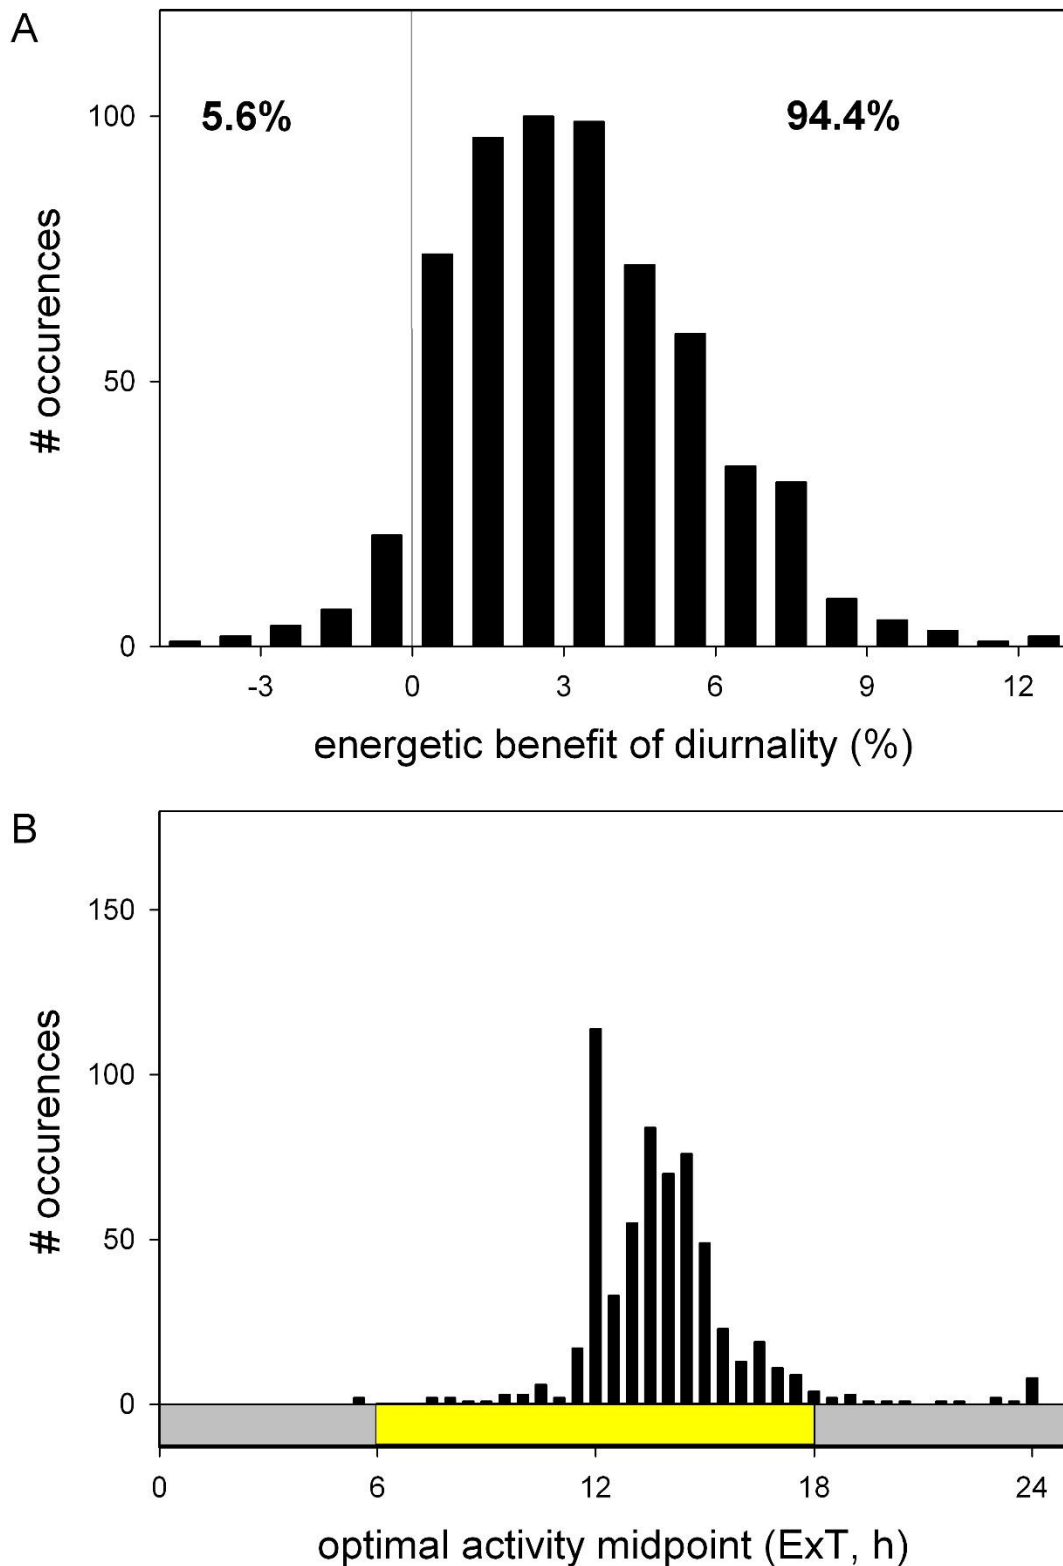 A
5.6%
94.4%
100
50
0
# occurences
-3 0 3 6 9 12
energetic benefit of diurnality (%)
B
150
100
50
0
# occurences
0 6 12 18 24
optimal activity midpoint (ExT, h)